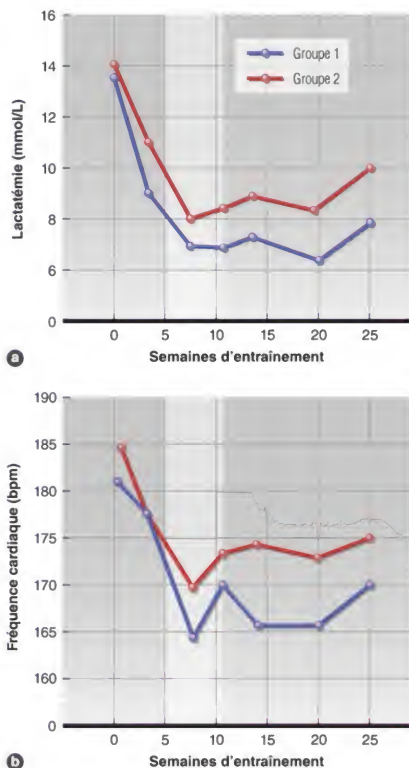 16
14
12
10
8
6
0
Lactatémie (mmol/L)
Groupe 1
Groupe 2
0 5 10 15 20 25
Semaines d'entraînement
a
190
185
180
175
170
165
160
0
Fréquence cardiaque (bpm)
0 5 10 15 20 25
Semaines d'entraînement
b